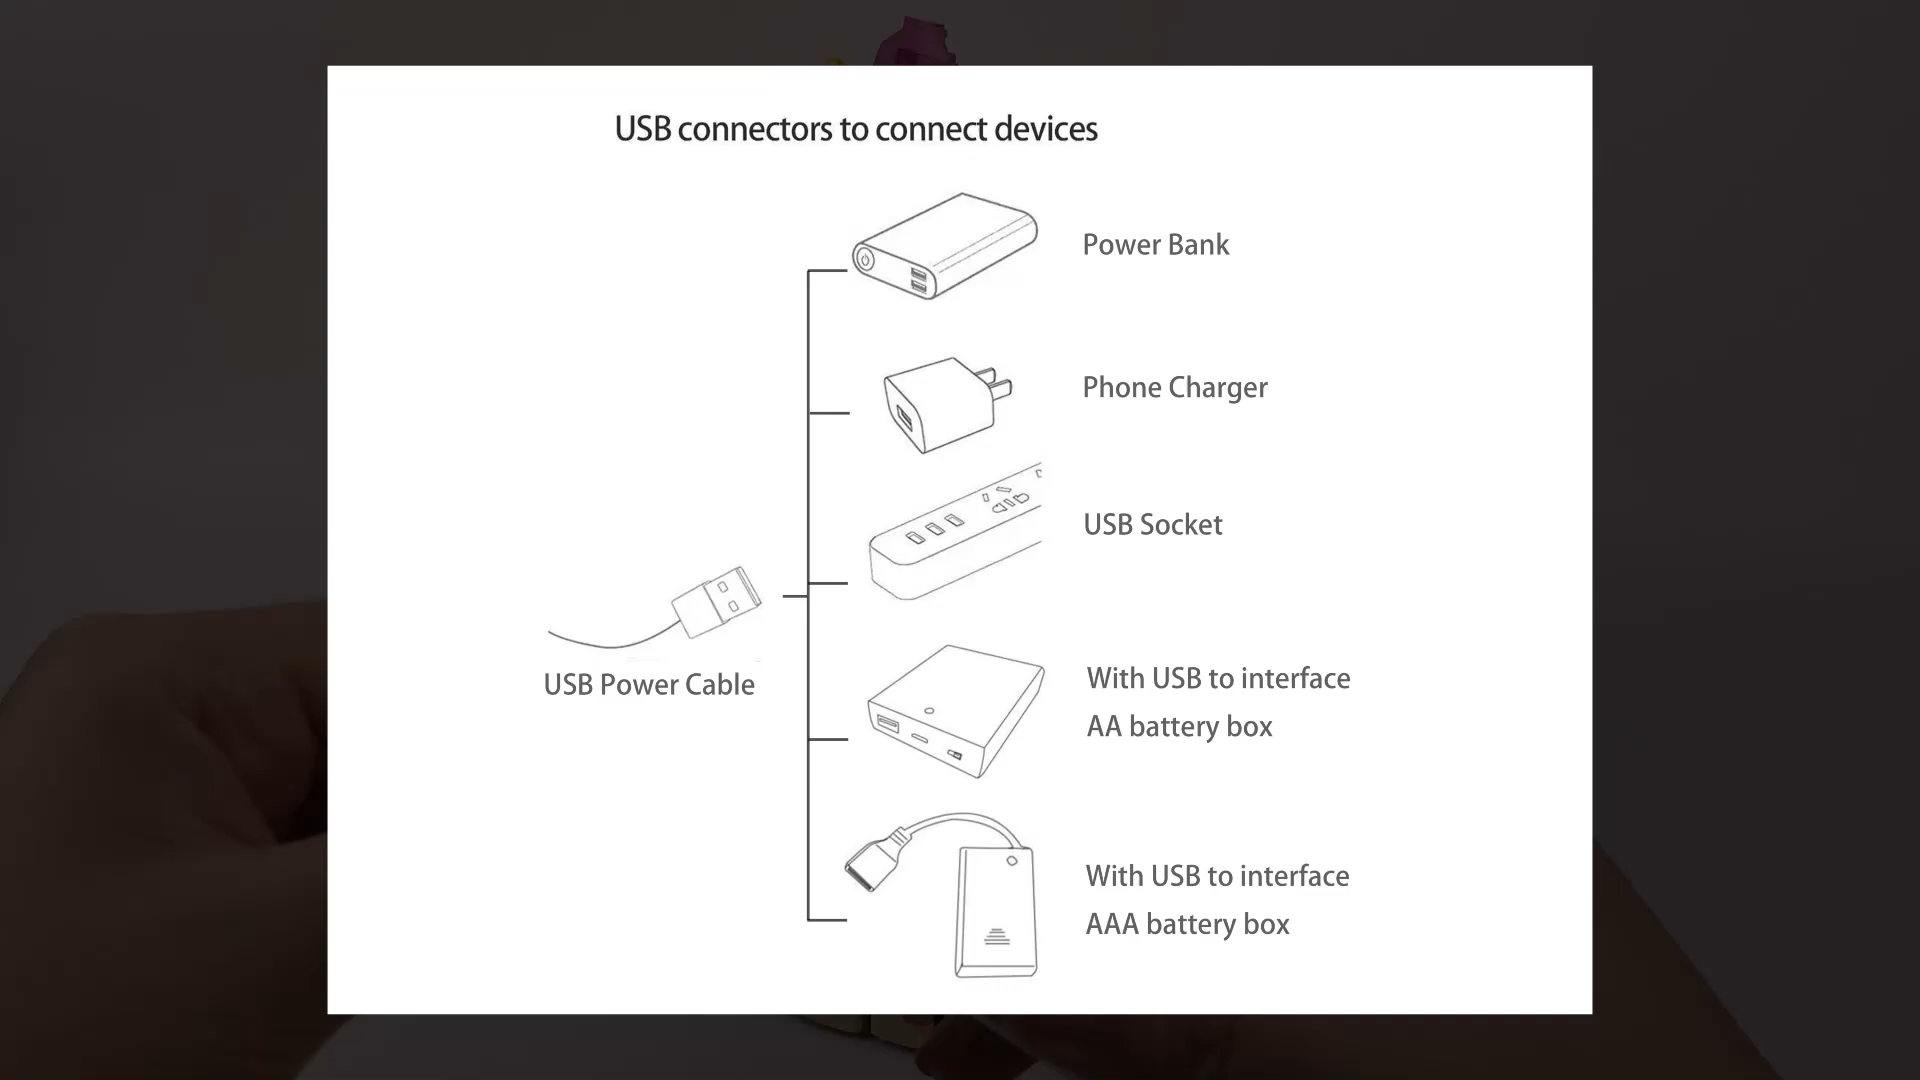 USB connectors to connect devices
Power Bank
Phone Charger
USB Socket
USB Power Cable
With USB to interface
AA battery box
With USB to interface
AAA battery box